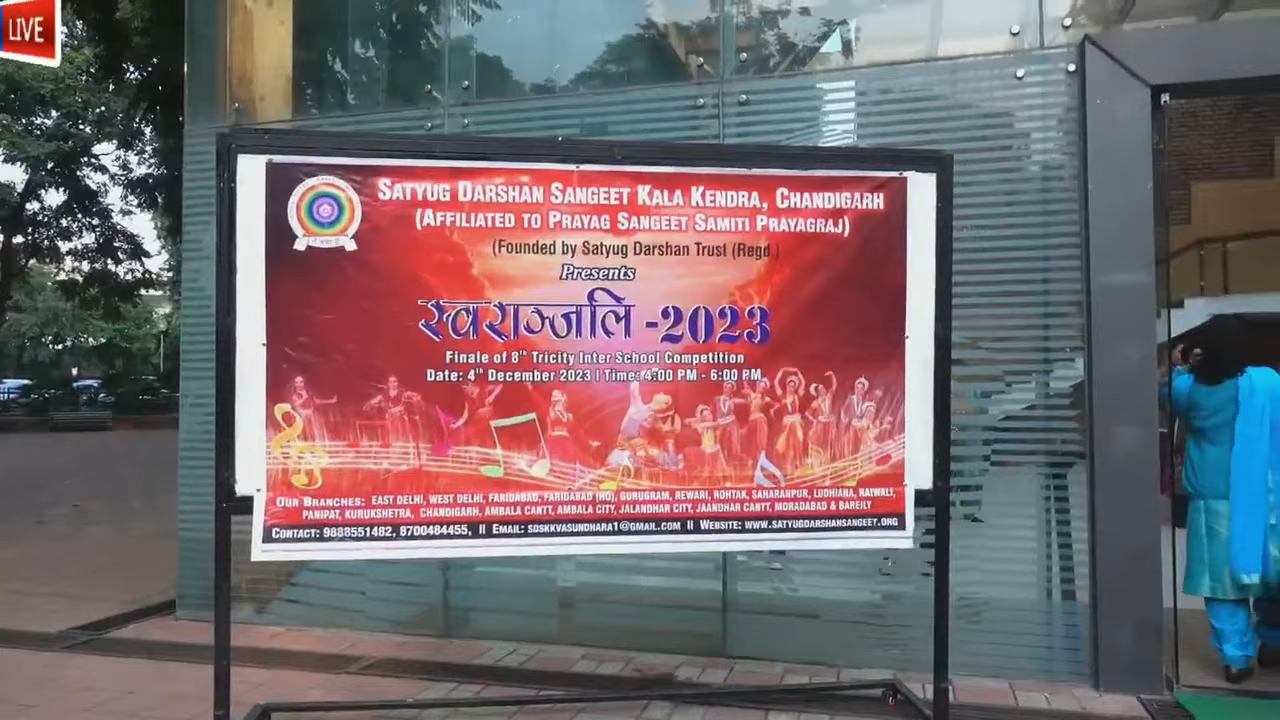 LIVE
SATYUG DARSHAN SANGEET KALA KENDRA, CHANDIGARH
(AFFILIATED TO PRAYAG SANGEET SAMITI PRAYAGRAJ)
(Founded by Satyug Darshan Trust (Regd.)
Presents
स्वराञ्जलि -2023
Finale of 8th Tricity Inter School Competition
Date: 4th December 2023 | Time: 4:00 PM - 6:00 PM
OUR BRANCHES: EAST DELHI, WEST DELHI, FARIDABAD, FARIDABAD (HO), GURUGRAM, REWARI, ROHTAK, SAHARANPUR, LUDHIANA, RAIWALI,
PANIPAT, KURUKSHETRA, CHANDIGARH, AMBALA CANTT, AMBALA CITY, JALANDHAR CITY, JAANDHAR CANTT, MORADABAD & BAREILY
CONTACT: 9888551482, 8700484455, II EMAIL: SDSKKVASUNDHARA1@GMAIL.COM II WEBSITE: WWW.SATYUGDARSHANSANGEET.ORG